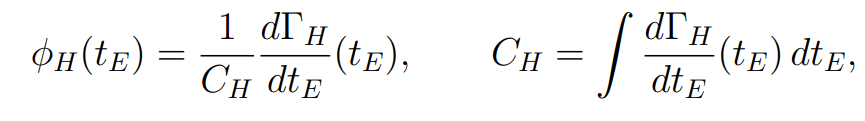 $\phi_H(t_E) = \frac{1}{C_H} \frac{d\Gamma_H}{dt_E}(t_E), \qquad C_H = \int \frac{d\Gamma_H}{dt_E}(t_E)\, dt_E,$